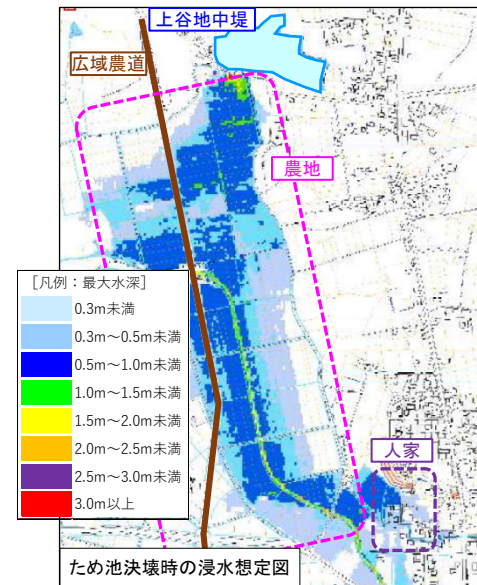 上谷地中堤
広域農道
農地
[凡例：最大水深]
0.3m未満
0.3m～0.5m未満
0.5m～1.0m未満
1.0m～1.5m未満
1.5m～2.0m未満
2.0m～2.5m未満
2.5m～3.0m未満
3.0m以上
人家
ため池決壊時の浸水想定図